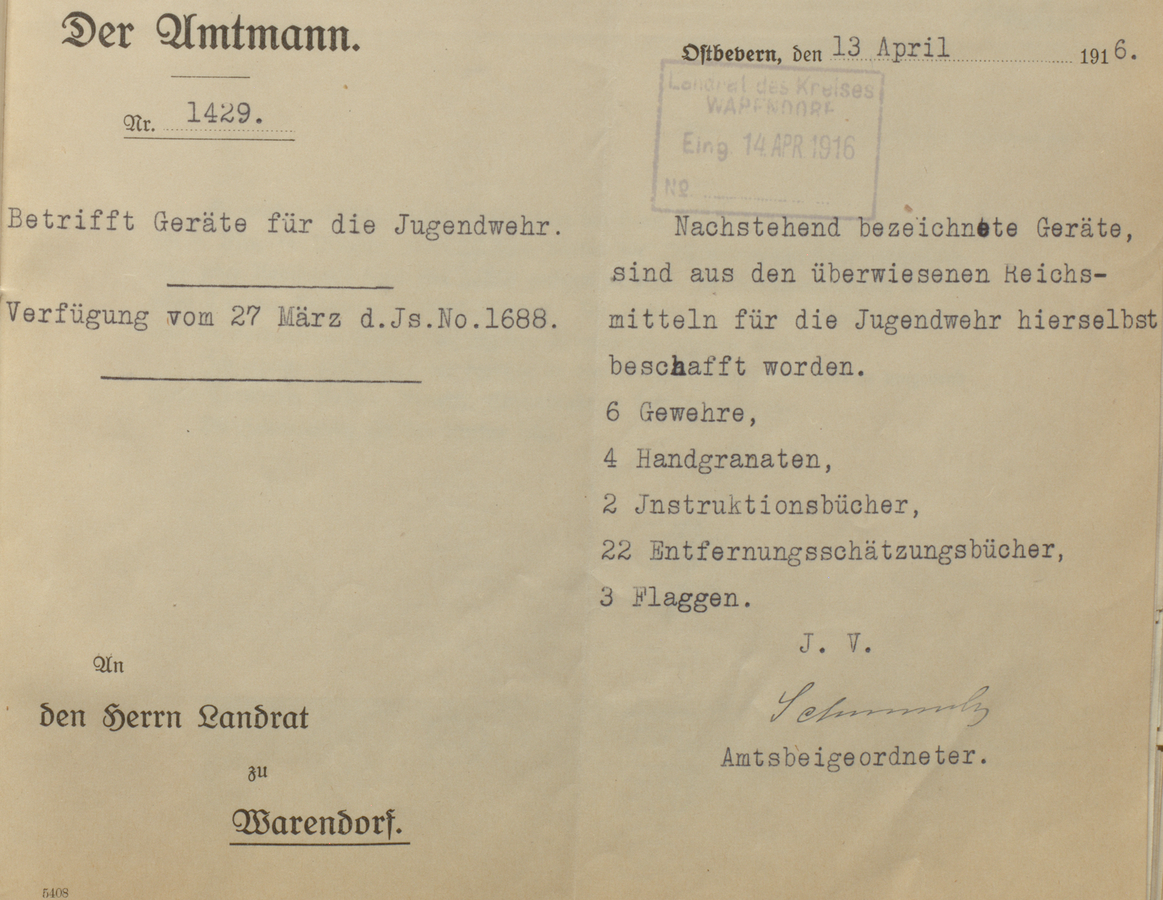 Der Amtmann.
Nr. 1429.
Betrifft Geräte für die Jugendwehr.
Verfügung vom 27 März d.Js.No.1688.
An
den Herrn Landrat
zu
Warendorf.
5408
Ostbevern, den 13 April 1916.
Landrat des Kreises
WARENDORF
Eing. 14 APR. 1916
No
Nachstehend bezeichnete Geräte,
sind aus den überwiesenen Reichs-
mitteln für die Jugendwehr hierselbst
beschafft worden.
6 Gewehre,
4 Handgranaten,
2 Jnstruktionsbücher,
22 Entfernungsschätzungsbücher,
3 Flaggen.
J. V.
Amtsbeigeordneter.